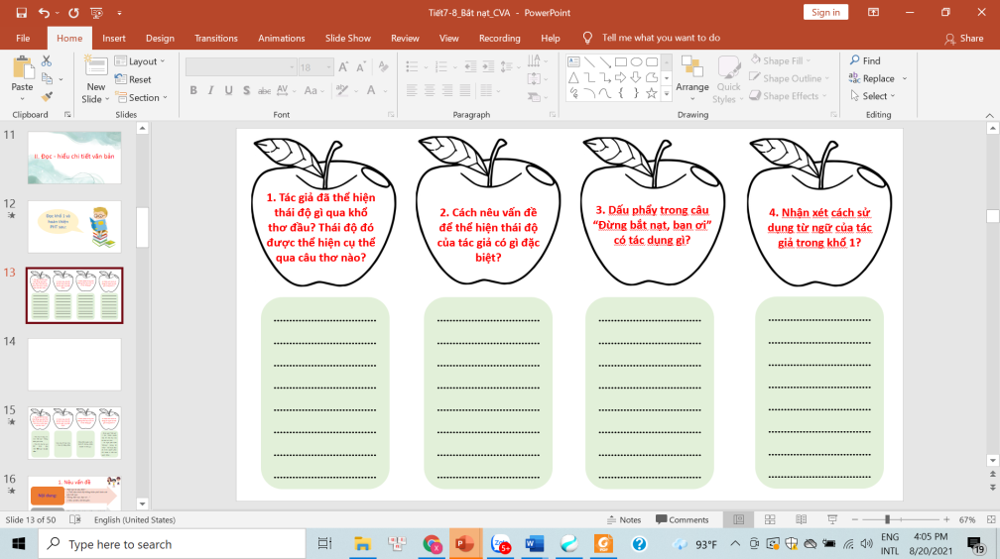 Tiết7-8_Bắt nạt_CVA - PowerPoint
Sign in
File Home Insert Design Transitions Animations Slide Show Review View Recording Help Tell me what you want to do Share
Paste
Clipboard
New Slide
Layout
Reset
Section
Slides
18
B I U S abc AV Aa A
Font
Paragraph
Arrange
Quick Styles
Shape Fill
Shape Outline
Shape Effects
Drawing
Find
Replace
Select
Editing
11
II. Đọc - hiểu chi tiết văn bản
12
13
14
15
16
1. Nêu vấn đề
1. Tác giả đã thể hiện
thái độ gì qua khổ
thơ đầu? Thái độ đó
được thể hiện cụ thể
qua câu thơ nào?
2. Cách nêu vấn đề
để thể hiện thái độ
của tác giả có gì đặc
biệt?
3. Dấu phẩy trong câu
“Đừng bắt nạt, bạn ơi”
có tác dụng gì?
4. Nhận xét cách sử
dụng từ ngữ của tác
giả trong khổ 1?
Slide 13 of 50 English (United States) Notes Comments 67%
Type here to search
5+
93°F
ENG
INTL
4:05 PM
8/20/2021
19